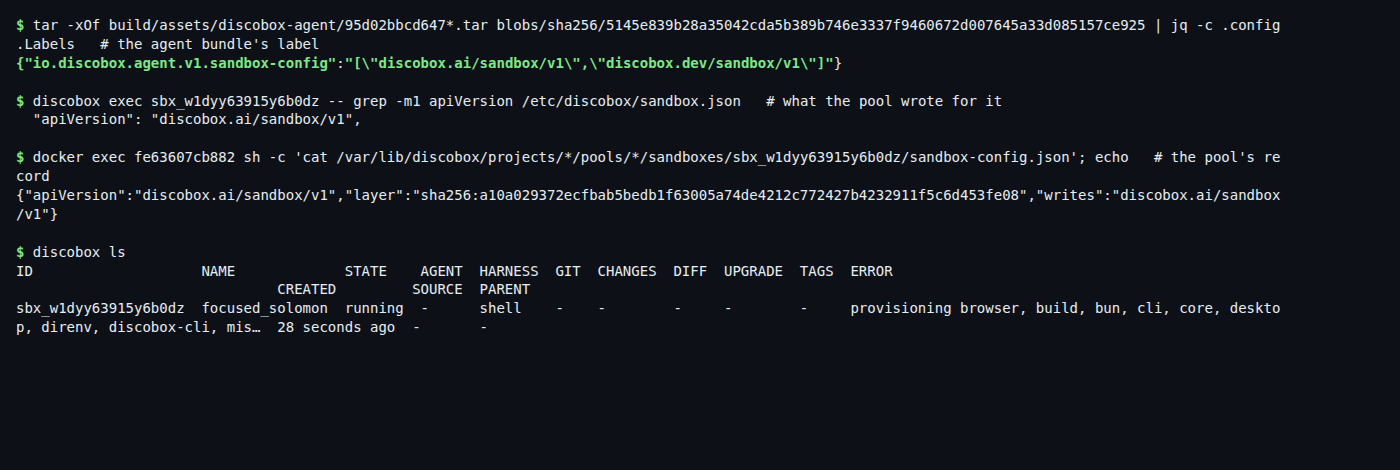 $ tar -xOf build/assets/discobox-agent/95d02bbcd647*.tar blobs/sha256/5145e839b28a35042cda5b389b746e3337f9460672d007645a33d085157ce925 | jq -c .config
.Labels   # the agent bundle's label
{"io.discobox.agent.v1.sandbox-config":"[\"discobox.ai/sandbox/v1\",\"discobox.dev/sandbox/v1\"]"}
$ discobox exec sbx_w1dyy63915y6b0dz -- grep -m1 apiVersion /etc/discobox/sandbox.json   # what the pool wrote for it
  "apiVersion": "discobox.ai/sandbox/v1",
$ docker exec fe63607cb882 sh -c 'cat /var/lib/discobox/projects/*/pools/*/sandboxes/sbx_w1dyy63915y6b0dz/sandbox-config.json'; echo   # the pool's re
cord
{"apiVersion":"discobox.ai/sandbox/v1","layer":"sha256:a10a029372ecfbab5bedb1f63005a74de4212c772427b4232911f5c6d453fe08","writes":"discobox.ai/sandbox
/v1"}
$ discobox ls
ID                    NAME             STATE    AGENT  HARNESS  GIT  CHANGES  DIFF  UPGRADE  TAGS  ERROR
                               CREATED         SOURCE  PARENT
sbx_w1dyy63915y6b0dz  focused_solomon  running  -      shell    -    -        -     -        -     provisioning browser, build, bun, cli, core, deskto
p, direnv, discobox-cli, mis…  28 seconds ago  -       -